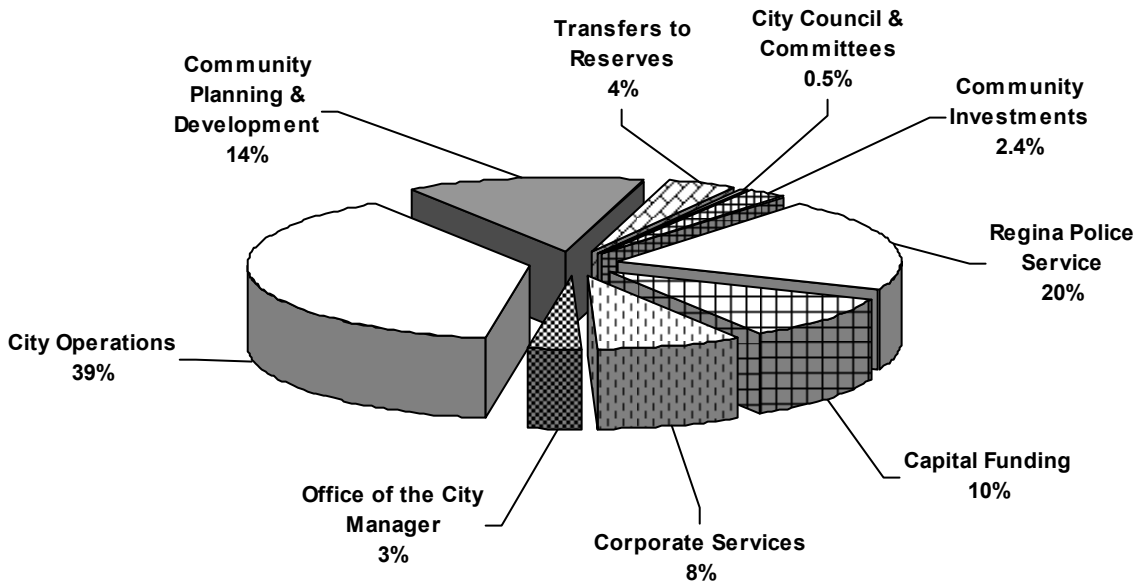 Transfers to
Reserves
4%
City Council &
Committees
0.5%
Community
Investments
2.4%
Regina Police
Service
20%
Capital Funding
10%
Corporate Services
8%
Office of the City
Manager
3%
City Operations
39%
Community
Planning &
Development
14%